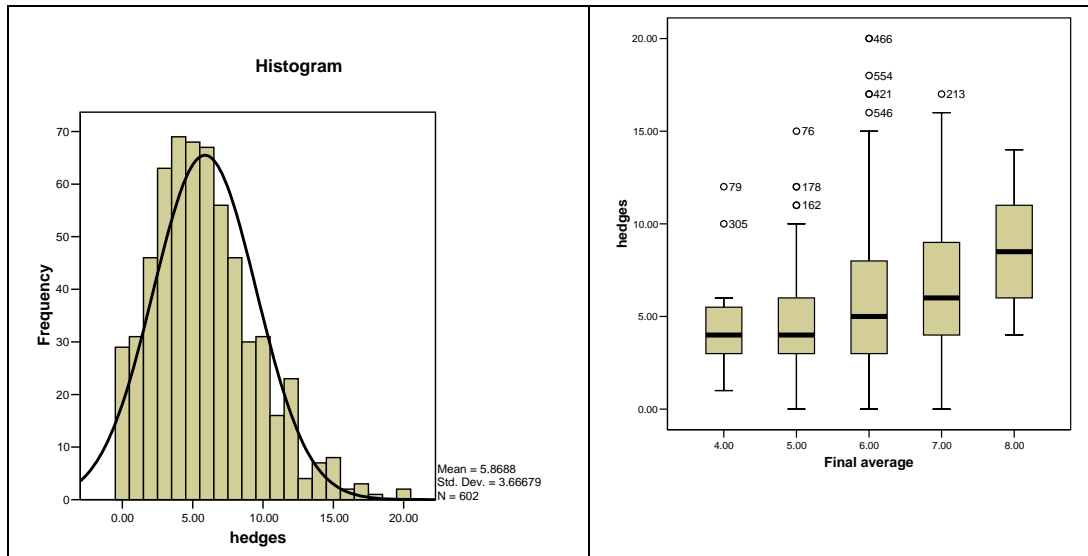 Histogram
Frequency
70
60
50
40
30
20
10
0
0.00 5.00 10.00 15.00 20.00
hedges
Mean = 5.8688
Std. Dev. = 3.66679
N = 602
hedges
20.00
15.00
10.00
5.00
0.00
466
554
421
546
213
76
178
162
79
305
4.00 5.00 6.00 7.00 8.00
Final average